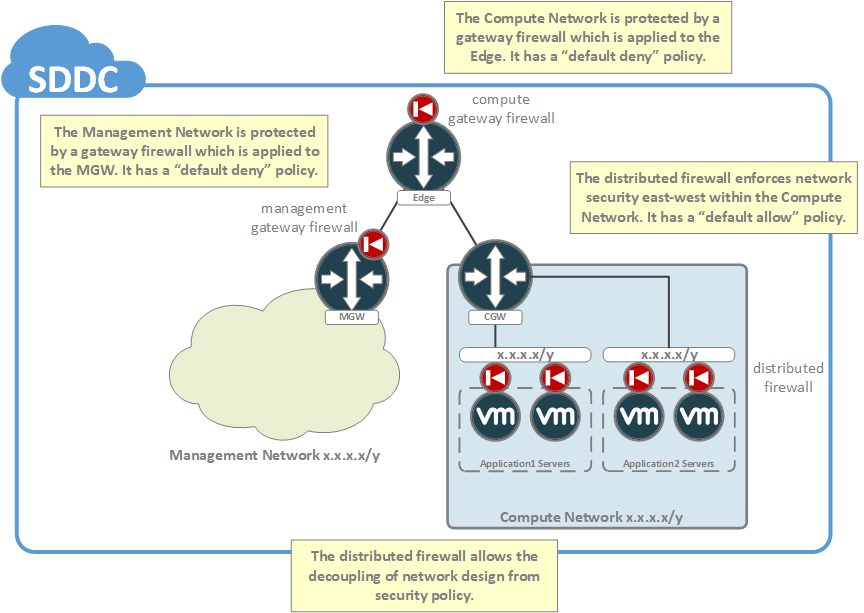 The Compute Network is protected by a
gateway firewall which is applied to the
Edge. It has a “default deny” policy.
SDDC
compute
gateway firewall
The Management Network is protected
by a gateway firewall which is applied to
the MGW. It has a “default deny” policy.
The distributed firewall enforces network
security east-west within the Compute
Network. It has a “default allow” policy.
Edge
management
gateway firewall
MGW
CGW
x.x.x.x/y
x.x.x.x/y
distributed
firewall
vm
vm
vm
vm
Application1 Servers
Application2 Servers
Management Network x.x.x.x/y
Compute Network x.x.x.x/y
The distributed firewall allows the
decoupling of network design from
security policy.